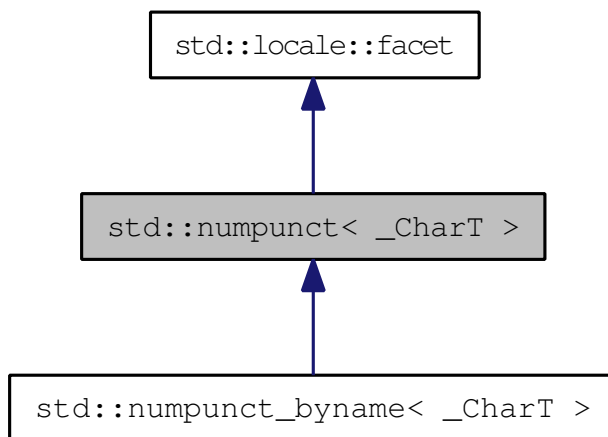 std::locale::facet
std::numpunct< _CharT >
std::numpunct_byname< _CharT >